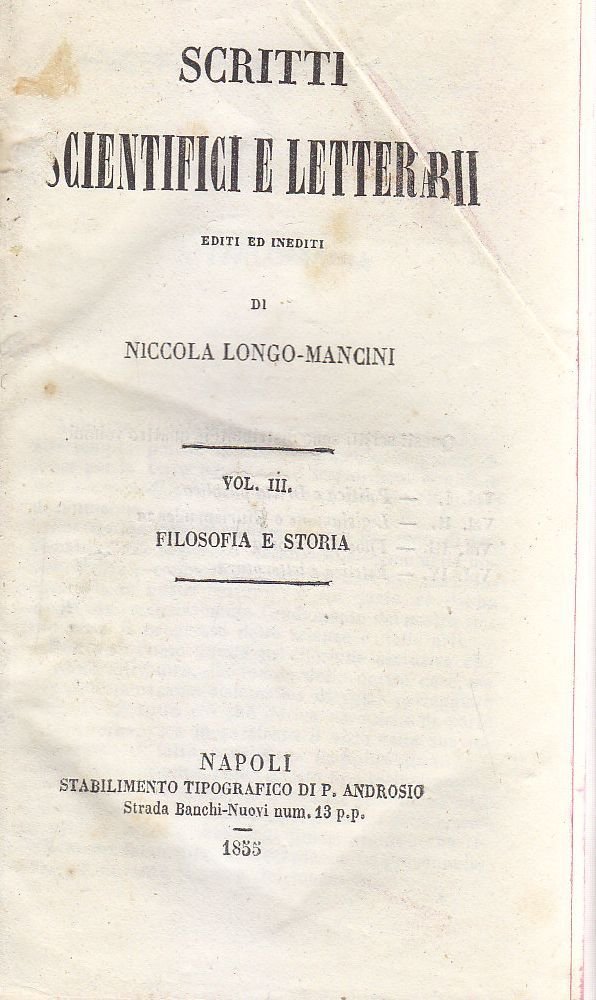 SCRITTI
SCIENTIFICI E LETTERARII
EDITI ED INEDITI
DI
NICCOLA LONGO-MANCINI
VOL. III.
FILOSOFIA E STORIA
NAPOLI
STABILIMENTO TIPOGRAFICO DI P. ANDROSIO
Strada Banchi-Nuovi num. 13 p.p.
1855